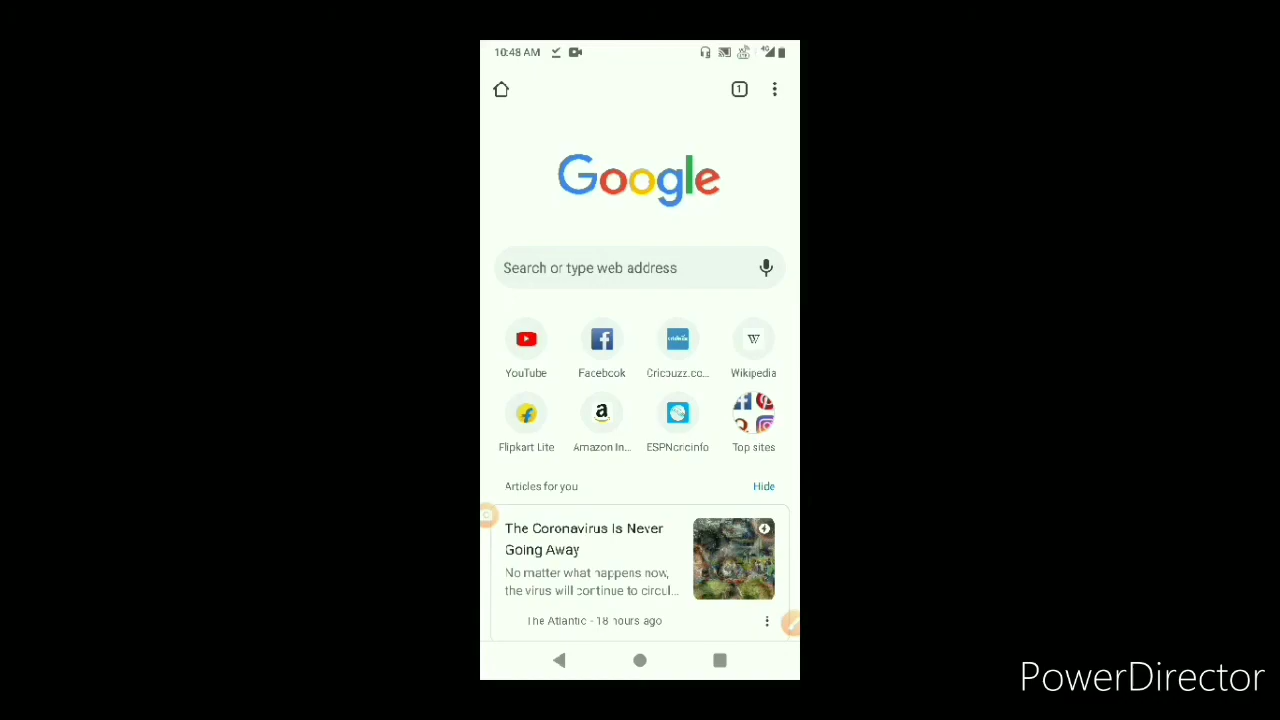 10:48 AM
4G
1
Google
Search or type web address
YouTube
Facebook
Cricbuzz.co...
Wikipedia
Flipkart Lite
Amazon In...
ESPNcricinfo
Top sites
Articles for you
Hide
The Coronavirus Is Never
Going Away
No matter what happens now,
the virus will continue to circul...
The Atlantic - 18 hours ago
PowerDirector